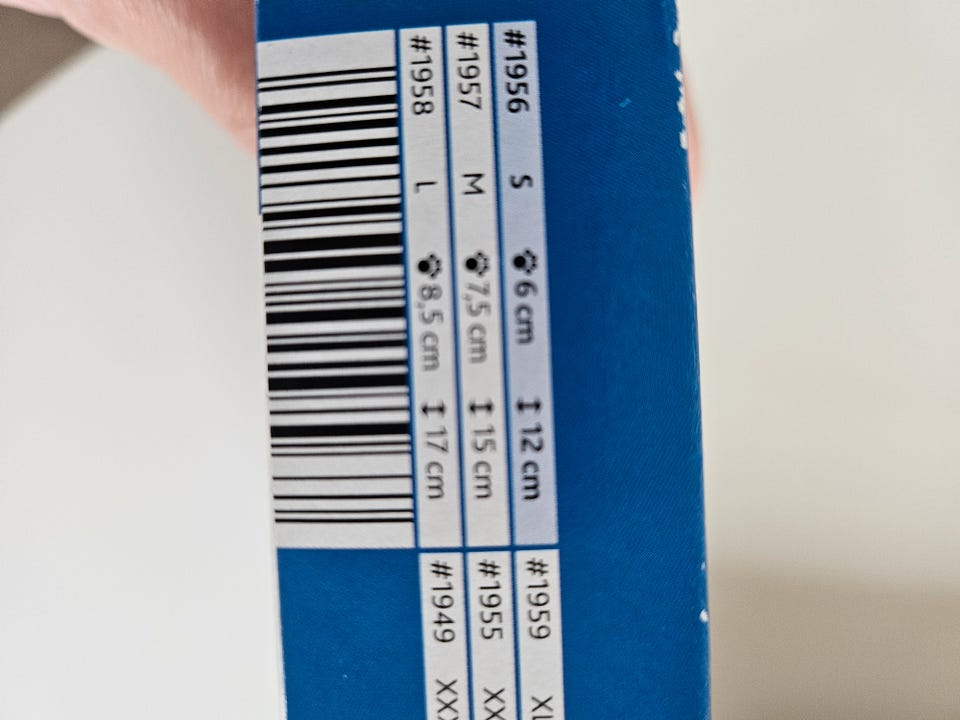 #1956 S 6 cm ↕ 12 cm
#1957 M 7,5 cm ↕ 15 cm
#1958 L 8,5 cm ↕ 17 cm
#1959
#1955
#1949